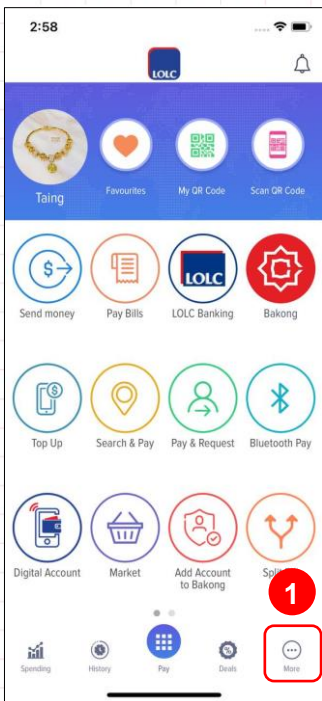 2:58
LOLC
Taing
Favourites
My QR Code
Scan QR Code
LOLC
Send money
Pay Bills
LOLC Banking
Bakong
Top Up
Search & Pay
Pay & Request
Bluetooth Pay
Digital Account
Market
Add Account
to Bakong
1
Spending
History
Pay
Deals
More